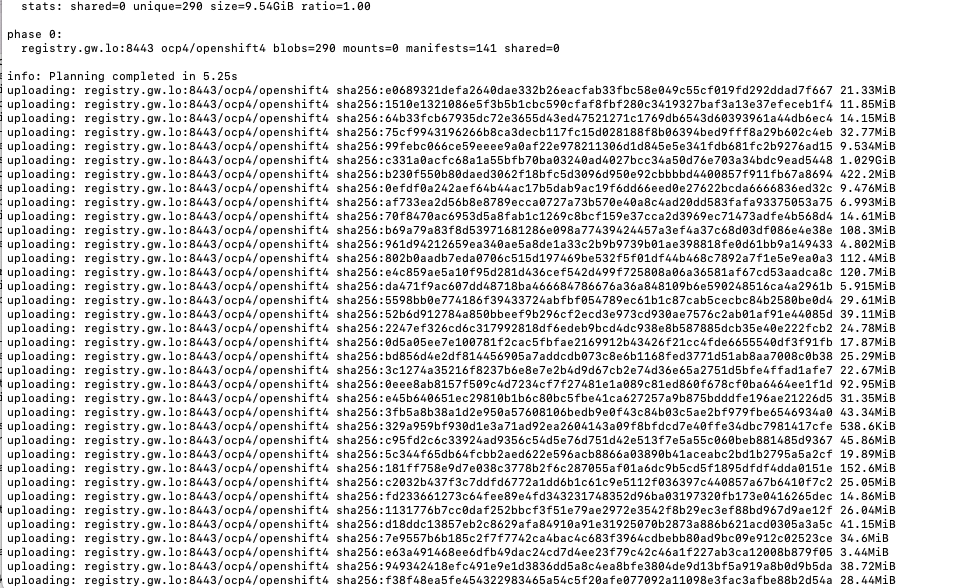 stats: shared=0 unique=290 size=9.54GiB ratio=1.00
phase 0:
registry.gw.lo:8443 ocp4/openshift4 blobs=290 mounts=0 manifests=141 shared=0
info: Planning completed in 5.25s
uploading: registry.gw.lo:8443/ocp4/openshift4 sha256:e0689321defa2640dae332b26eacfab33fbc58e049c55cf019fd292ddad7f667 21.33MiB
uploading: registry.gw.lo:8443/ocp4/openshift4 sha256:1510e1321086e5f3b5b1cbc590cfaf8fbf280c3419327baf3a13e37efeceb1f4 11.85MiB
uploading: registry.gw.lo:8443/ocp4/openshift4 sha256:64b33fcb67935dc72e3655d43ed47521271c1769db6543d60393961a44db6ec4 14.15MiB
uploading: registry.gw.lo:8443/ocp4/openshift4 sha256:75cf9943196266b8ca3decb117fc15d028188f8b06394bed9fff8a29b602c4eb 32.77MiB
uploading: registry.gw.lo:8443/ocp4/openshift4 sha256:99febc066ce59eeee9a0af22e978211306d1d845e5e341fdb681fc2b9276ad15 9.534MiB
uploading: registry.gw.lo:8443/ocp4/openshift4 sha256:c331a0acfc68a1a55bfb70ba03240ad4027bcc34a50d76e703a34bdc9ead5448 1.029GiB
uploading: registry.gw.lo:8443/ocp4/openshift4 sha256:b230f550b80daed3062f18bfc5d3096d950e92cbbbbd4400857f911fb67a8694 422.2MiB
uploading: registry.gw.lo:8443/ocp4/openshift4 sha256:0efdf0a242aef64b44ac17b5dab9ac19f6dd66eed0e27622bcda6666836ed32c 9.476MiB
uploading: registry.gw.lo:8443/ocp4/openshift4 sha256:af733ea2d56b8e8789ecca0727a73b570e40a8c4ad20dd583fafa93375053a75 6.993MiB
uploading: registry.gw.lo:8443/ocp4/openshift4 sha256:70f8470ac6953d5a8fab1c1269c8bcf159e37cca2d3969ec71473adfe4b568d4 14.61MiB
uploading: registry.gw.lo:8443/ocp4/openshift4 sha256:b69a79a83f8d53971681286e098a77439424457a3ef4a37c68d03df086e4e38e 108.3MiB
uploading: registry.gw.lo:8443/ocp4/openshift4 sha256:961d94212659ea340ae5a8de1a33c2b9b9739b01ae398818fe0d61bb9a149433 4.802MiB
uploading: registry.gw.lo:8443/ocp4/openshift4 sha256:802b0aadb7eda0706c515d197469be532f5f01df44b468c7892a7f1e5e9ea0a3 112.4MiB
uploading: registry.gw.lo:8443/ocp4/openshift4 sha256:e4c859ae5a10f95d281d436cef542d499f725808a06a36581af67cd53aadca8c 120.7MiB
uploading: registry.gw.lo:8443/ocp4/openshift4 sha256:da471f9ac607dd48718ba466684786676a36a848109b6e590248516ca4a2961b 5.915MiB
uploading: registry.gw.lo:8443/ocp4/openshift4 sha256:5598bb0e774186f39433724abfbf054789ec61b1c87cab5cecbc84b2580be0d4 29.61MiB
uploading: registry.gw.lo:8443/ocp4/openshift4 sha256:52b6d912784a850bbeef9b296cf2ecd3e973cd930ae7576c2ab01af91e44085d 39.11MiB
uploading: registry.gw.lo:8443/ocp4/openshift4 sha256:2247ef326cd6c317992818df6edeb9bcd4dc938e8b587885dcb35e40e222fcb2 24.78MiB
uploading: registry.gw.lo:8443/ocp4/openshift4 sha256:0d5a05ee7e100781f2cac5fbfae2169912b43426f21cc4fde6655540df3f91fb 17.87MiB
uploading: registry.gw.lo:8443/ocp4/openshift4 sha256:bd856d4e2df814456905a7addcdb073c8e6b1168fed3771d51ab8aa7008c0b38 25.29MiB
uploading: registry.gw.lo:8443/ocp4/openshift4 sha256:3c1274a35216f8237b6e8e7e2b4d9d67cb2e74d36e65a2751d5bfe4ffad1afe7 22.67MiB
uploading: registry.gw.lo:8443/ocp4/openshift4 sha256:0eee8ab8157f509c4d7234cf7f27481e1a089c81ed860f678cf0ba6464ee1f1d 92.95MiB
uploading: registry.gw.lo:8443/ocp4/openshift4 sha256:e45b640651ec29810b1b6c80bc5fbe41ca627257a9b875bdddfe196ae21226d5 31.35MiB
uploading: registry.gw.lo:8443/ocp4/openshift4 sha256:3fb5a8b38a1d2e950a57608106bedb9e0f43c84b03c5ae2bf979fbe6546934a0 43.34MiB
uploading: registry.gw.lo:8443/ocp4/openshift4 sha256:329a959bf930d1e3a71ad92ea2604143a09f8bfdcd7e40ffe34dbc7981417cfe 538.6KiB
uploading: registry.gw.lo:8443/ocp4/openshift4 sha256:c95fd2c6c33924ad9356c54d5e76d751d42e513f7e5a55c060beb881485d9367 45.86MiB
uploading: registry.gw.lo:8443/ocp4/openshift4 sha256:5c344f65db64fcbb2aed622e596acb8866a03890b41aceabc2bd1b2795a5a2cf 19.89MiB
uploading: registry.gw.lo:8443/ocp4/openshift4 sha256:181ff758e9d7e038c3778b2f6c287055af01a6dc9b5cd5f1895dfdf4dda0151e 152.6MiB
uploading: registry.gw.lo:8443/ocp4/openshift4 sha256:c2032b437f3c7ddfd6772a1dd6b1c61c9e5112f036397c440857a67b6410f7c2 25.05MiB
uploading: registry.gw.lo:8443/ocp4/openshift4 sha256:fd233661273c64fee89e4fd343231748352d96ba03197320fb173e0416265dec 14.86MiB
uploading: registry.gw.lo:8443/ocp4/openshift4 sha256:1131776b7cc0daf252bbcf3f51e79ae2972e3542f8b29ec3ef88bd967d9ae12f 26.04MiB
uploading: registry.gw.lo:8443/ocp4/openshift4 sha256:d18ddc13857eb2c8629afa84910a91e31925070b2873a886b621acd0305a3a5c 41.15MiB
uploading: registry.gw.lo:8443/ocp4/openshift4 sha256:7e9557b6b185c2f7f7742ca4bac4c683f3964cdbebb80ad9bc09e912c02523ce 34.6MiB
uploading: registry.gw.lo:8443/ocp4/openshift4 sha256:e63a491468ee6dfb49dac24cd7d4ee23f79c42c46a1f227ab3ca12008b879f05 3.44MiB
uploading: registry.gw.lo:8443/ocp4/openshift4 sha256:949342418efc491e9e1d3836dd5a8c4ea8bfe3804de9d13bf5a919a8b0d9b5da 38.72MiB
uploading: registry.gw.lo:8443/ocp4/openshift4 sha256:f38f48ea5fe454322983465a54c5f20afe077092a11098e3fac3afbe88b2d54a 28.44MiB